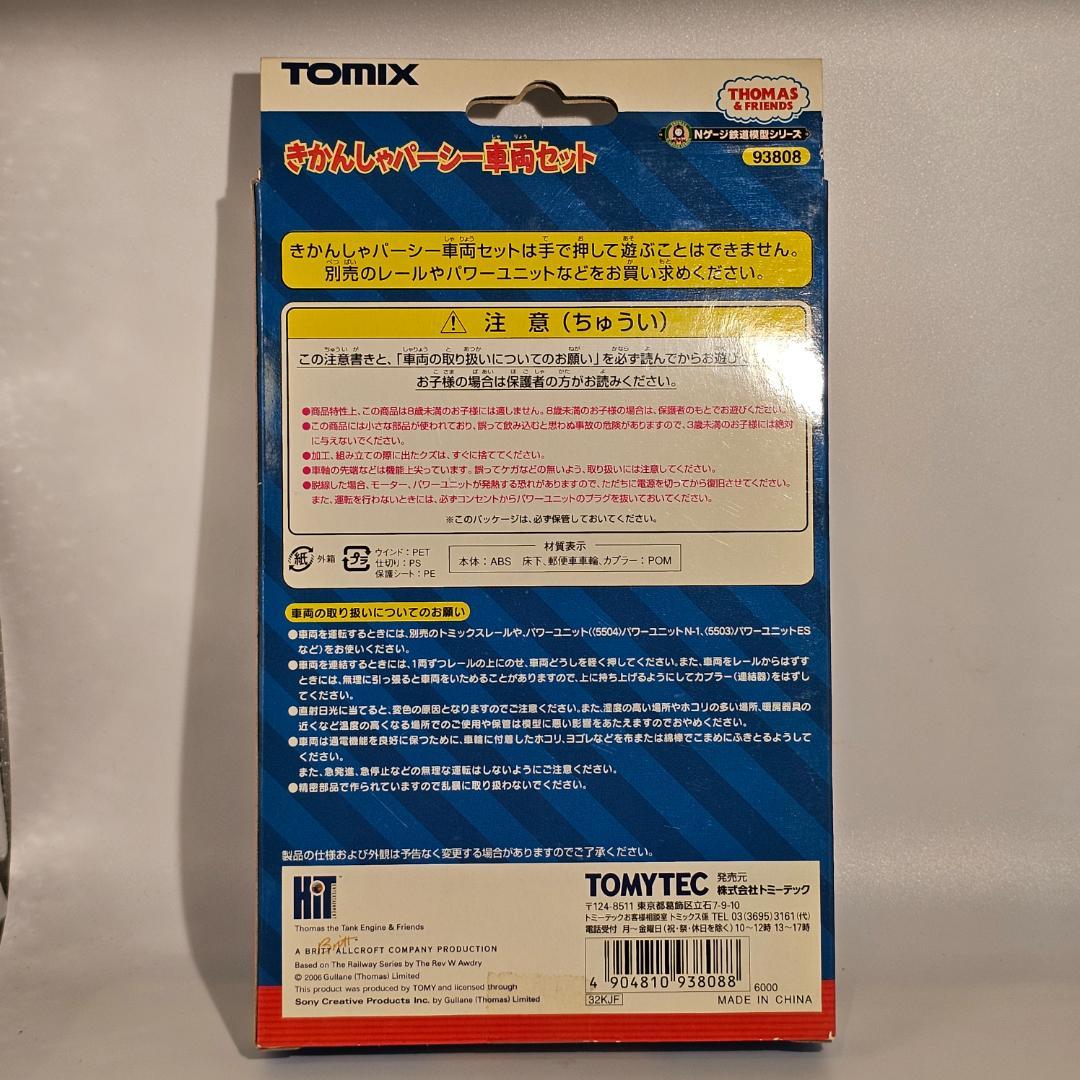 TOMIX
THOMAS
& FRIENDS
Nゲージ鉄道模型シリーズ
きかんしゃパーシー車両セット
93808
きかんしゃパーシー車両セットは手で押して遊ぶことはできません。
別売のレールやパワーユニットなどをお買い求めください。
⚠ 注 意(ちゅうい)
この注意書きと、「車両の取り扱いについてのお願い」を必ず読んでからお遊び
お子様の場合は保護者の方がお読みください。
●商品特性上、この商品は8歳未満のお子様には適しません。8歳未満のお子様の場合は、保護者のもとでお遊びください。
●この商品には小さな部品が使われており、誤って飲み込むと思わぬ事故の危険がありますので、3歳未満のお子様には絶対
に与えないでください。
●加工、組み立ての際に出たクズは、すぐに捨ててください。
●車軸の先端などは機能上尖っています。誤ってケガなどの無いよう、取り扱いには注意してください。
●脱線した場合、モーター、パワーユニットが発熱する恐れがありますので、ただちに電源を切ってから復旧させてください。
また、運転を行わないときには、必ずコンセントからパワーユニットのプラグを抜いておいてください。
※このパッケージは、必ず保管しておいてください。
紙 外箱
プラ ウインド:PET
仕切り:PS
保護シート:PE
材質表示
本体:ABS 床下、郵便車車輪、カプラー:POM
車両の取り扱いについてのお願い
●車両を運転するときには、別売のトミックスレールや、パワーユニット(〈5504〉パワーユニットN-1、〈5503〉パワーユニットES
など)をお使いください。
●車両を連結するときには、1両ずつレールの上にのせ、車両どうしを軽く押してください。また、車両をレールからはずす
ときには、無理に引っ張ると車両をいためることがありますので、上に持ち上げるようにしてカプラー(連結器)をはずし
てください。
●直射日光に当てると、変色の原因となりますのでご注意ください。また、湿度の高い場所やホコリの多い場所、暖房器具の
近くなど温度の高くなる場所でのご使用や保管は模型に悪い影響をあたえますのでおやめください。
●車両は通電機能を良好に保つために、車輪に付着したホコリ、ヨゴレなどを布または綿棒でこまめにふきとるようにして
ください。
また、急発進、急停止などの無理な運転はしないようにご注意ください。
●精密部品で作られていますので乱暴に取り扱わないでください。
製品の仕様および外観は予告なく変更する場合がありますのでご了承ください。
HiT
ENTERTAINMENT
Thomas the Tank Engine & Friends
Britt
A BRITT ALLCROFT COMPANY PRODUCTION
Based on The Railway Series by The Rev W Awdry
© 2006 Gullane (Thomas) Limited
This product was produced by TOMY and licensed through
Sony Creative Products Inc. by Gullane (Thomas) Limited
TOMYTEC 発売元
株式会社トミーテック
〒124-8511 東京都葛飾区立石7-9-10
トミーテックお客様相談室 トミックス係 TEL 03(3695)3161(代)
電話受付 月〜金曜日(祝・祭・休日を除く)10〜12時 13〜17時
4 904810 938088
6000
32KJF
MADE IN CHINA